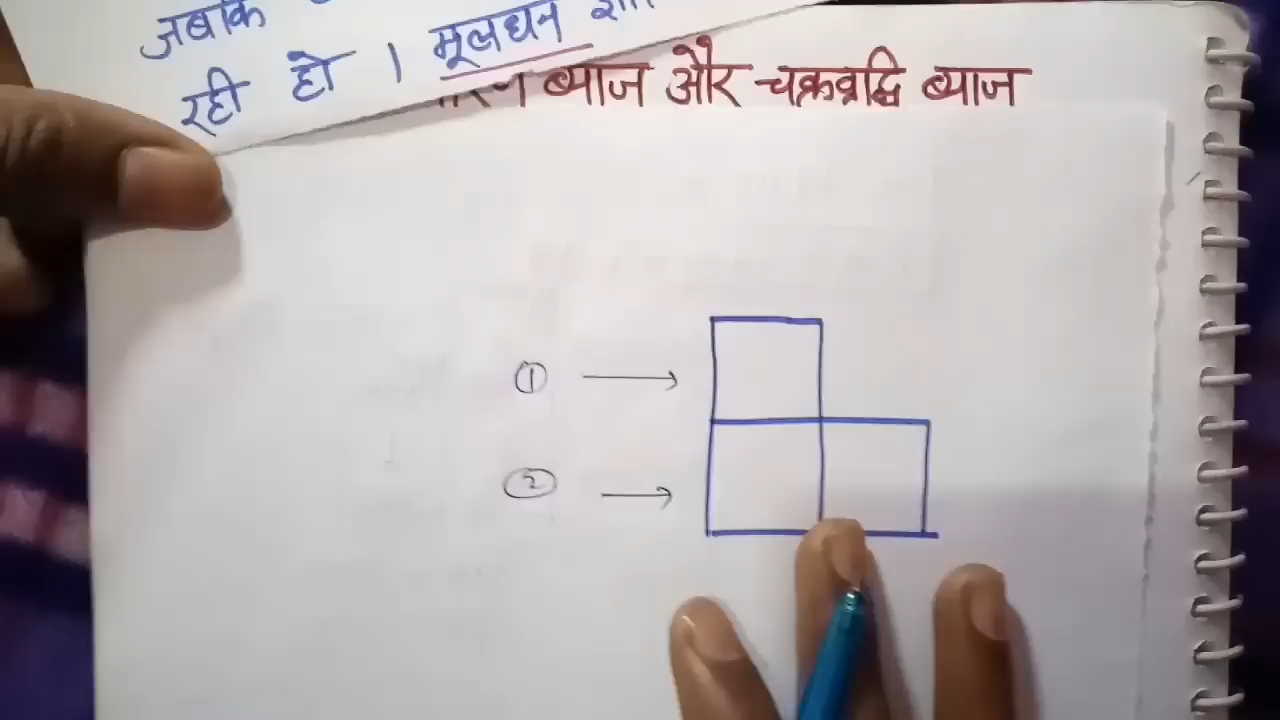 जबकि
रही हो । मूलधन
ब्याज और चक्रवृद्धि ब्याज
①
②